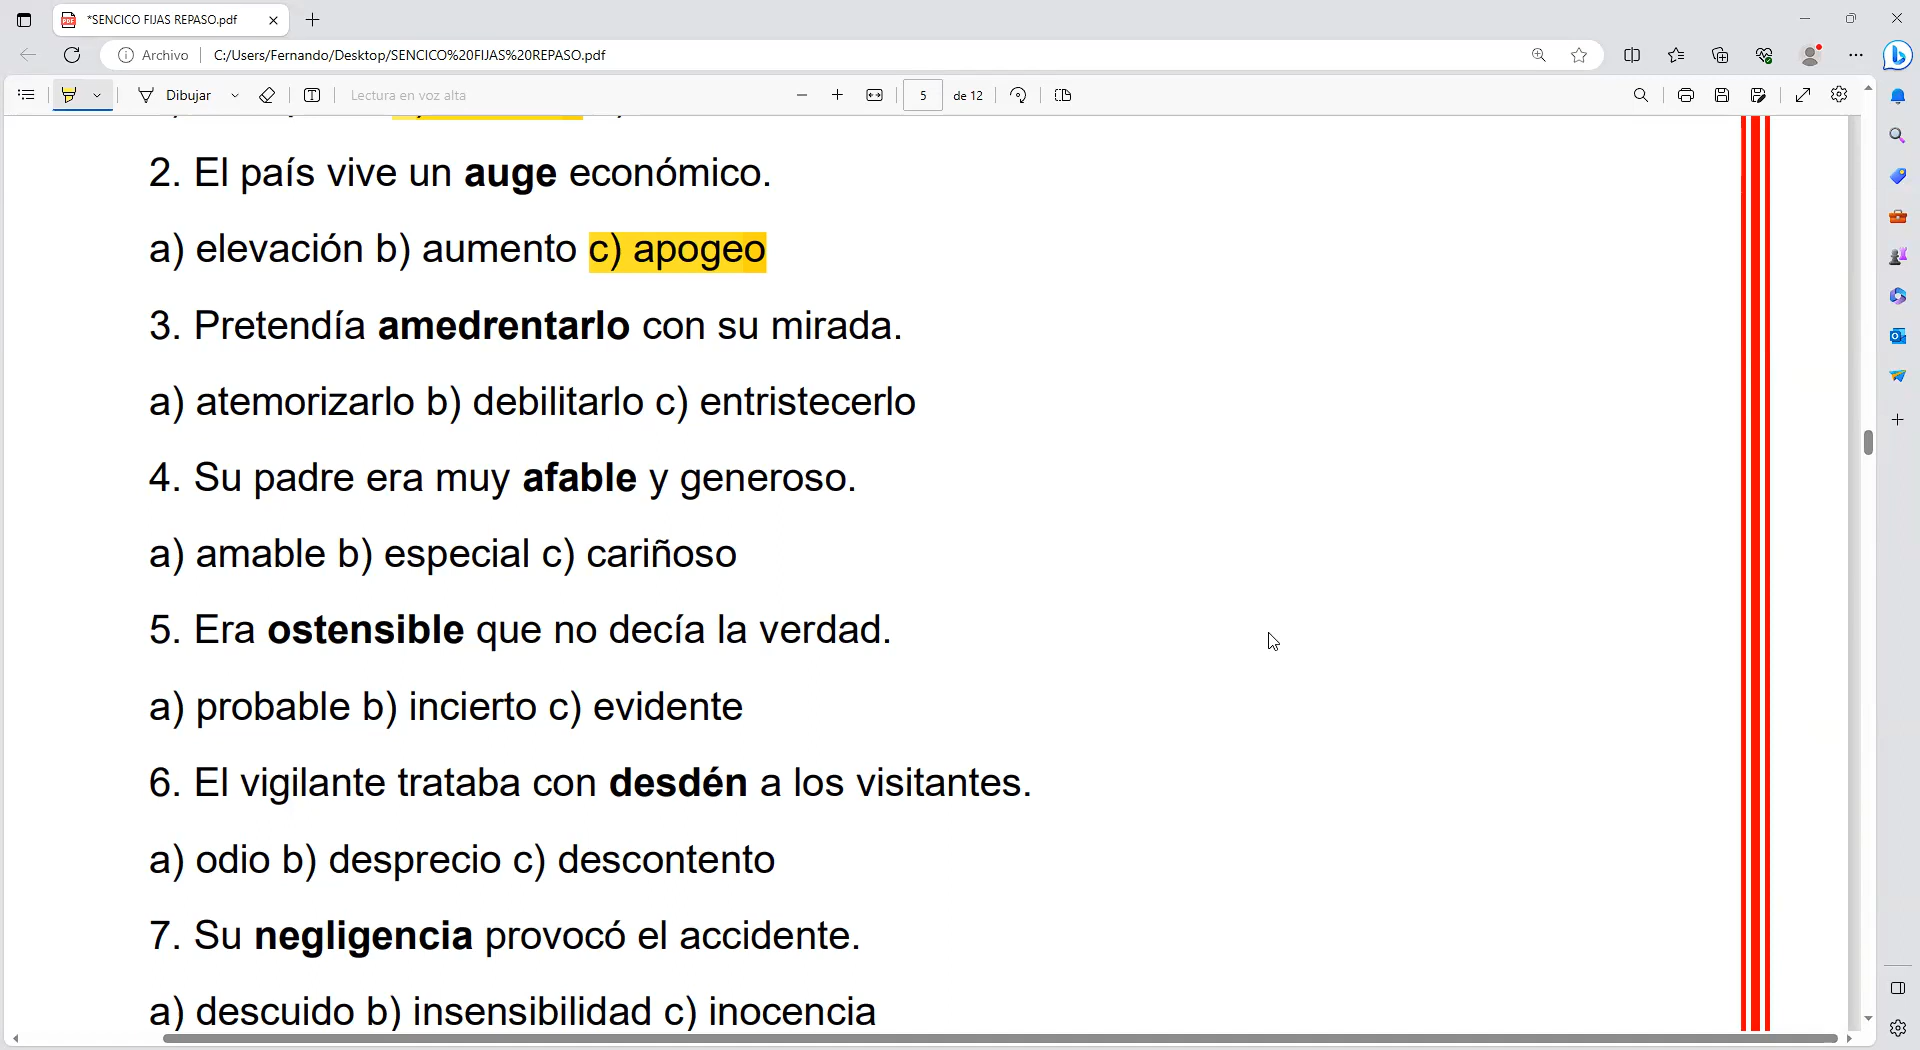 *SENCICO FIJAS REPASO.pdf
Archivo C:/Users/Fernando/Desktop/SENCICO%20FIJAS%20REPASO.pdf
Dibujar Lectura en voz alta 5 de 12
2. El país vive un auge económico.
a) elevación b) aumento c) apogeo
3. Pretendía amedrentarlo con su mirada.
a) atemorizarlo b) debilitarlo c) entristecerlo
4. Su padre era muy afable y generoso.
a) amable b) especial c) cariñoso
5. Era ostensible que no decía la verdad.
a) probable b) incierto c) evidente
6. El vigilante trataba con desdén a los visitantes.
a) odio b) desprecio c) descontento
7. Su negligencia provocó el accidente.
a) descuido b) insensibilidad c) inocencia